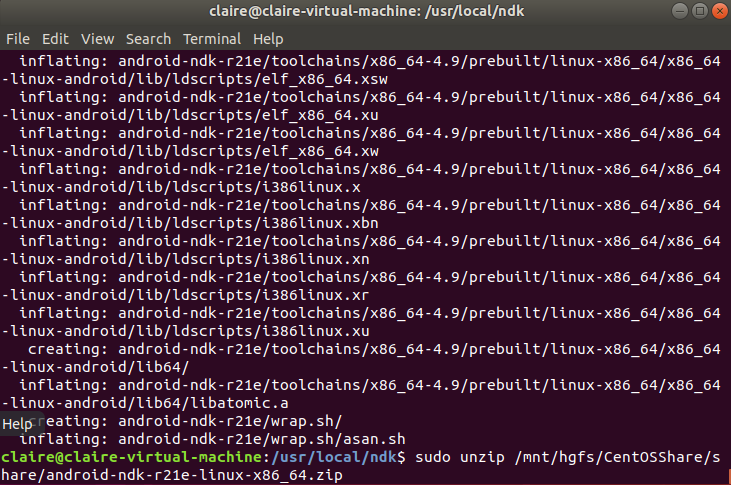 claire@claire-virtual-machine: /usr/local/ndk
File Edit View Search Terminal Help
inflating: android-ndk-r21e/toolchains/x86_64-4.9/prebuilt/linux-x86_64/x86_64
-linux-android/lib/ldscripts/elf_x86_64.xsw
inflating: android-ndk-r21e/toolchains/x86_64-4.9/prebuilt/linux-x86_64/x86_64
-linux-android/lib/ldscripts/elf_x86_64.xu
inflating: android-ndk-r21e/toolchains/x86_64-4.9/prebuilt/linux-x86_64/x86_64
-linux-android/lib/ldscripts/elf_x86_64.xw
inflating: android-ndk-r21e/toolchains/x86_64-4.9/prebuilt/linux-x86_64/x86_64
-linux-android/lib/ldscripts/i386linux.x
inflating: android-ndk-r21e/toolchains/x86_64-4.9/prebuilt/linux-x86_64/x86_64
-linux-android/lib/ldscripts/i386linux.xbn
inflating: android-ndk-r21e/toolchains/x86_64-4.9/prebuilt/linux-x86_64/x86_64
-linux-android/lib/ldscripts/i386linux.xn
inflating: android-ndk-r21e/toolchains/x86_64-4.9/prebuilt/linux-x86_64/x86_64
-linux-android/lib/ldscripts/i386linux.xr
inflating: android-ndk-r21e/toolchains/x86_64-4.9/prebuilt/linux-x86_64/x86_64
-linux-android/lib/ldscripts/i386linux.xu
creating: android-ndk-r21e/toolchains/x86_64-4.9/prebuilt/linux-x86_64/x86_64
-linux-android/lib64/
inflating: android-ndk-r21e/toolchains/x86_64-4.9/prebuilt/linux-x86_64/x86_64
-linux-android/lib64/libatomic.a
Help creating: android-ndk-r21e/wrap.sh/
inflating: android-ndk-r21e/wrap.sh/asan.sh
claire@claire-virtual-machine:/usr/local/ndk$ sudo unzip /mnt/hgfs/CentOSShare/s
hare/android-ndk-r21e-linux-x86_64.zip